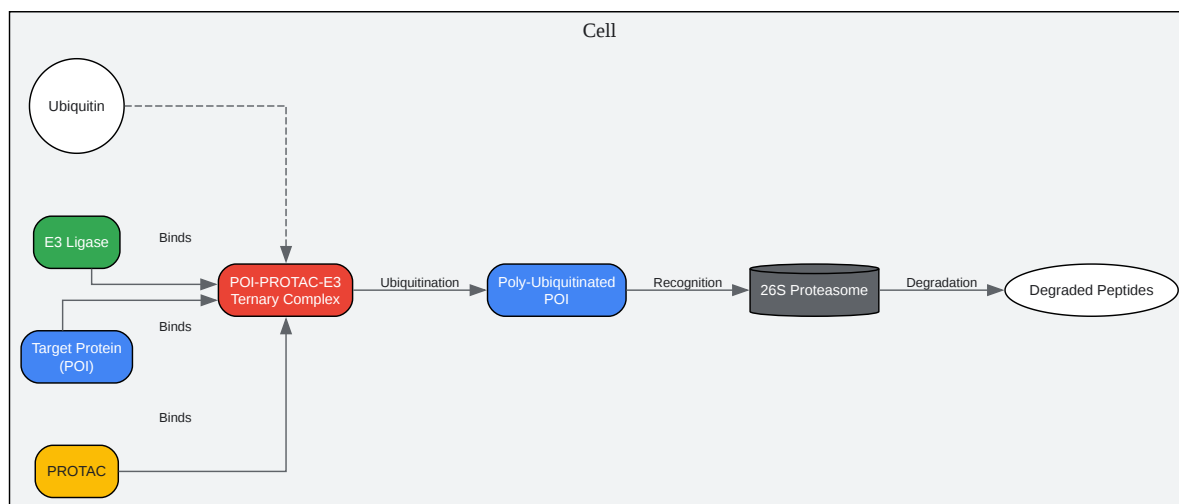 Cell
Ubiquitin
E3 Ligase
Binds
POI-PROTAC-E3
Ternary Complex
Ubiquitination
Poly-Ubiquitinated
POI
Recognition
26S Proteasome
Degradation
Degraded Peptides
Binds
Target Protein
(POI)
Binds
PROTAC